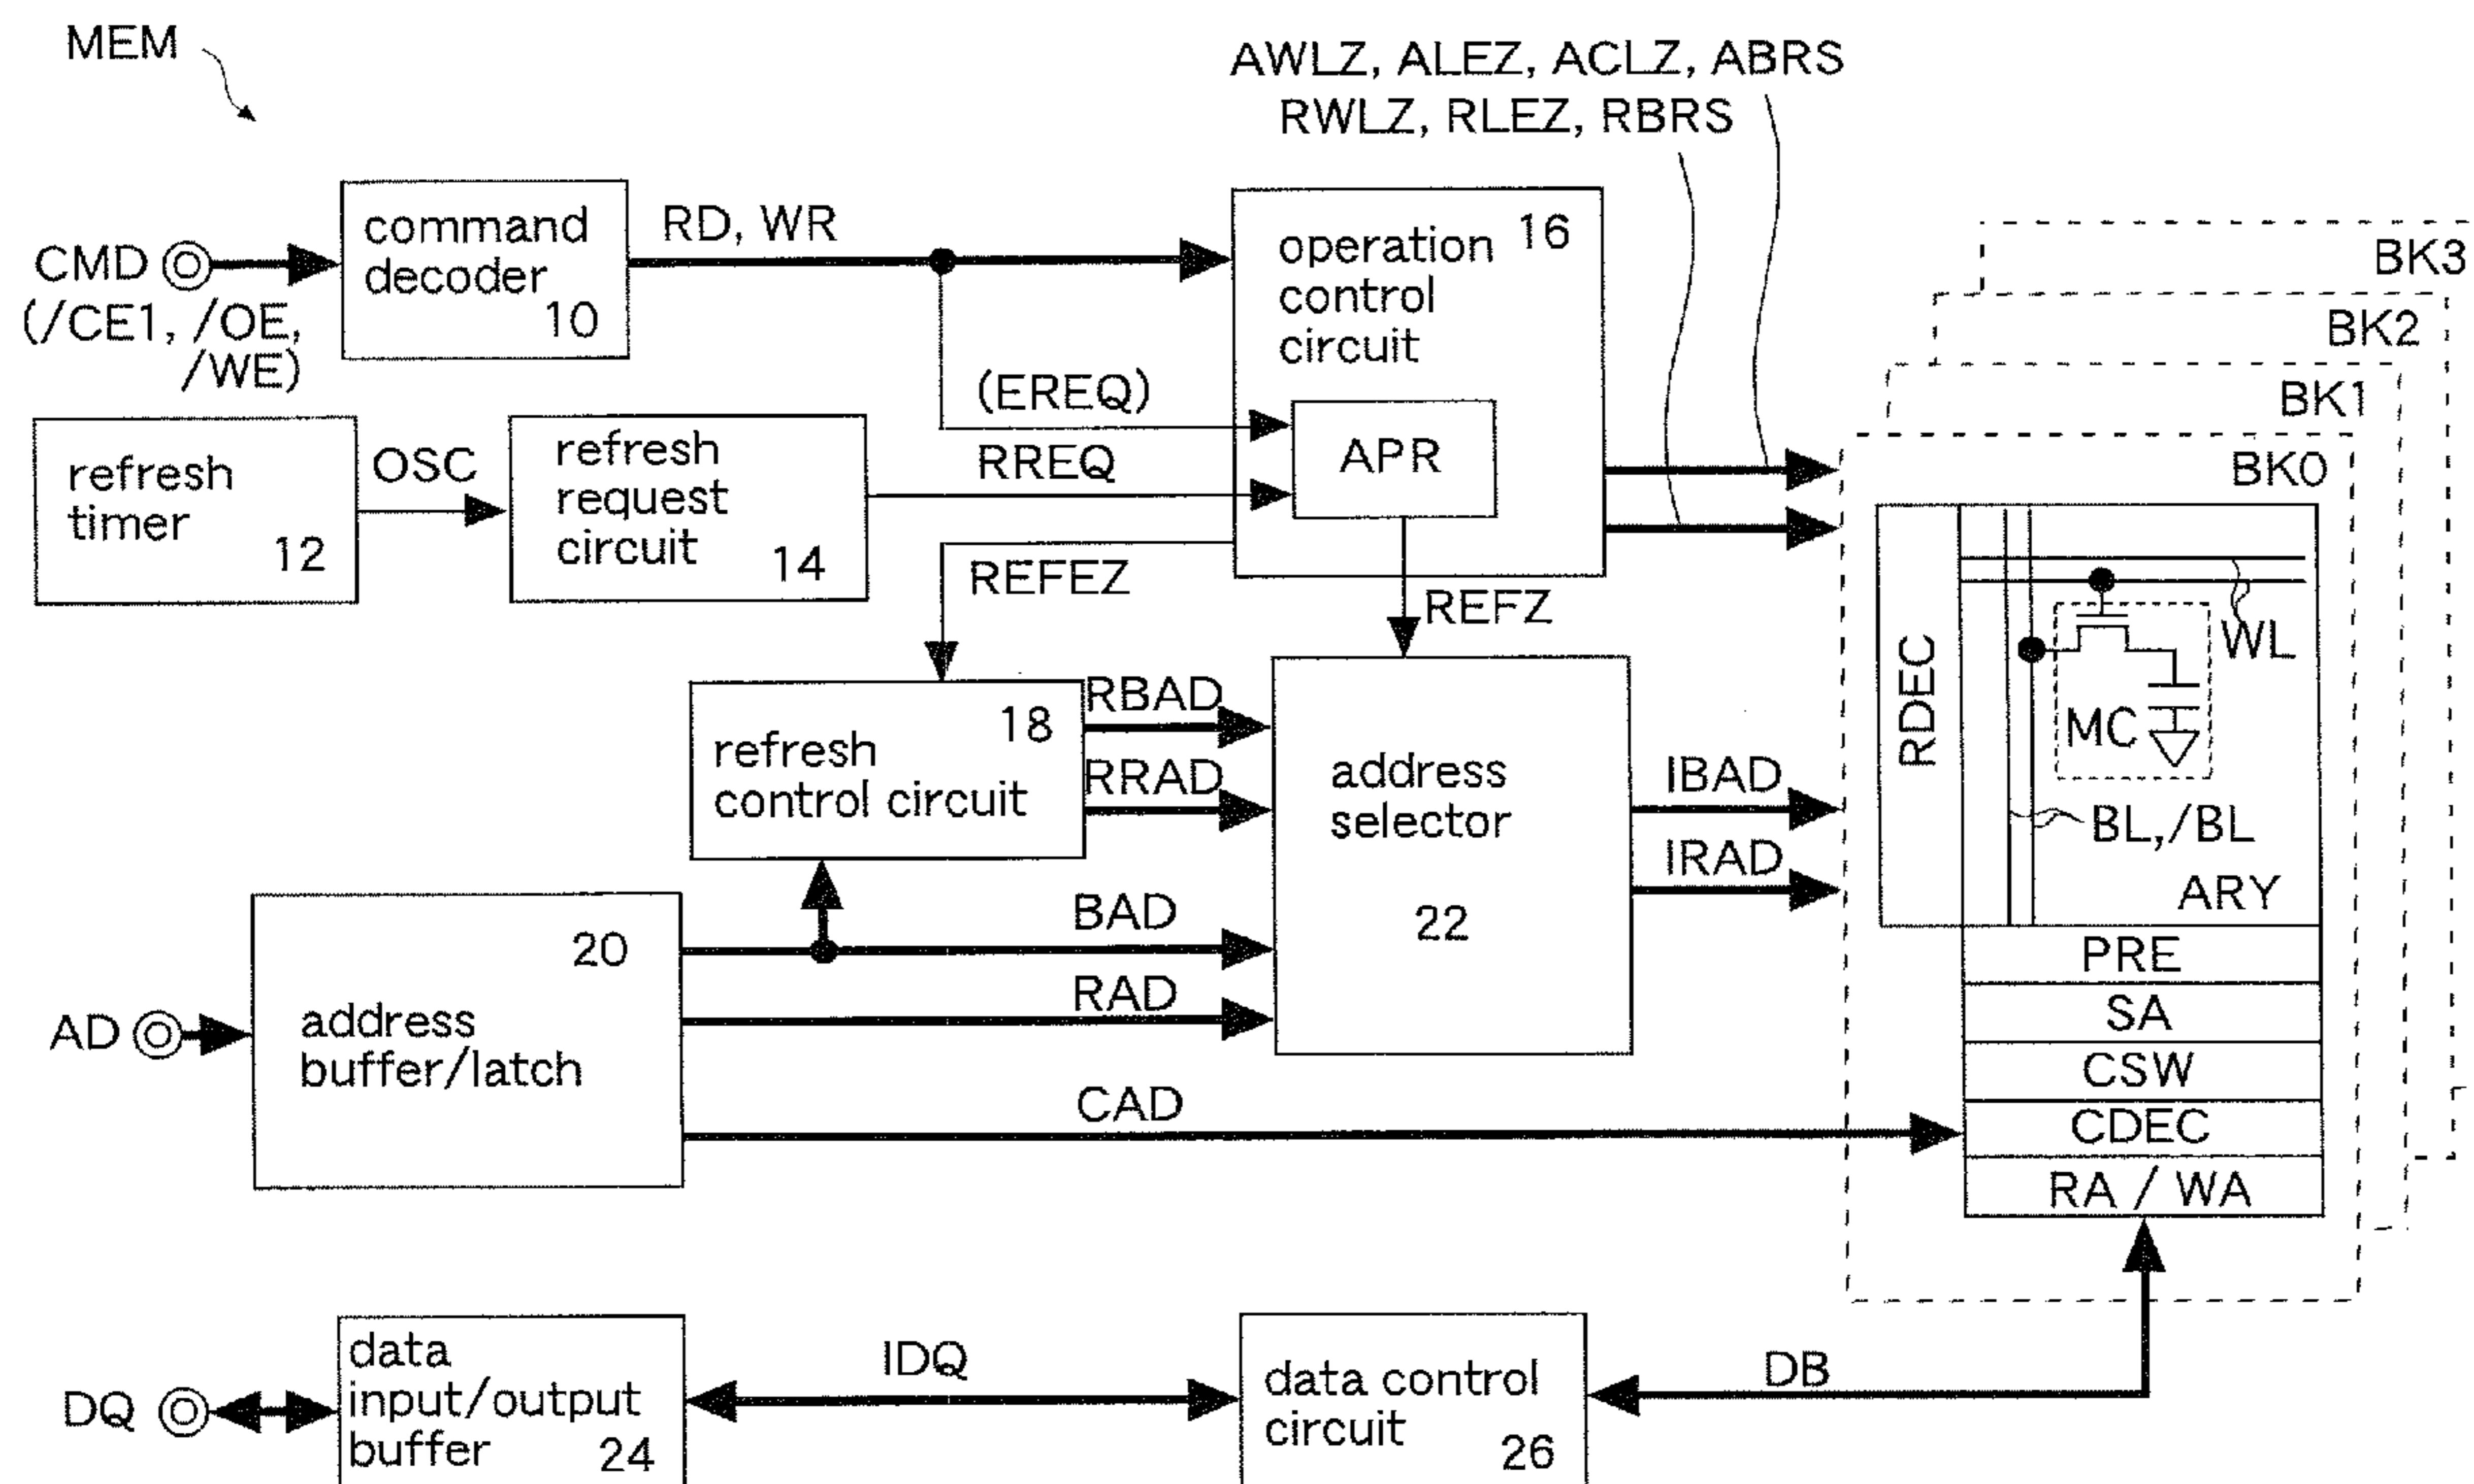 MEM
AWLZ, ALEZ, ACLZ, ABRS
RWLZ, RLEZ, RBRS
CMD
(/CE1, /OE,
/WE)
command
decoder
10
RD, WR
operation
control
circuit
16
(EREQ)
RREQ
APR
refresh
timer
12
OSC
refresh
request
circuit
14
REFEZ
REFZ
BK3
BK2
BK1
BK0
RDEC
WL
MC
BL,/BL
ARY
PRE
SA
CSW
CDEC
RA / WA
18
refresh
control circuit
RBAD
RRAD
address
selector
22
IBAD
IRAD
20
address
buffer/latch
AD
BAD
RAD
CAD
DQ
data
input/output
buffer
24
IDQ
data control
circuit
26
DB